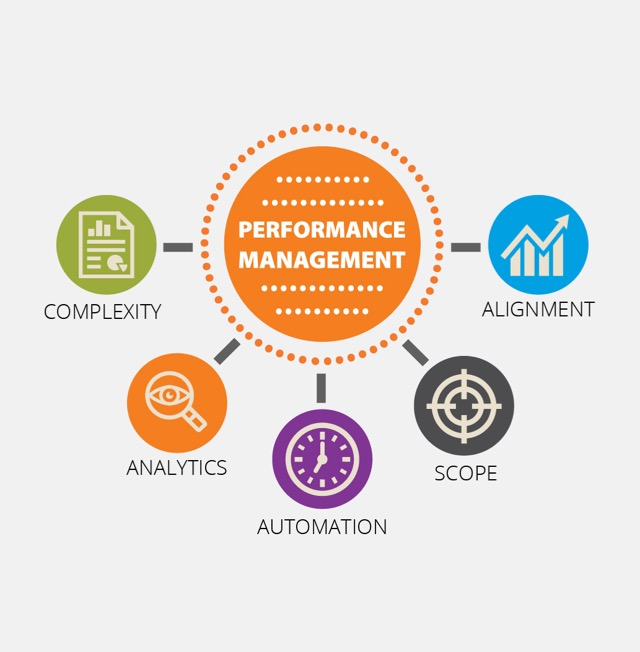 PERFORMANCE
MANAGEMENT
COMPLEXITY
ALIGNMENT
ANALYTICS
SCOPE
AUTOMATION